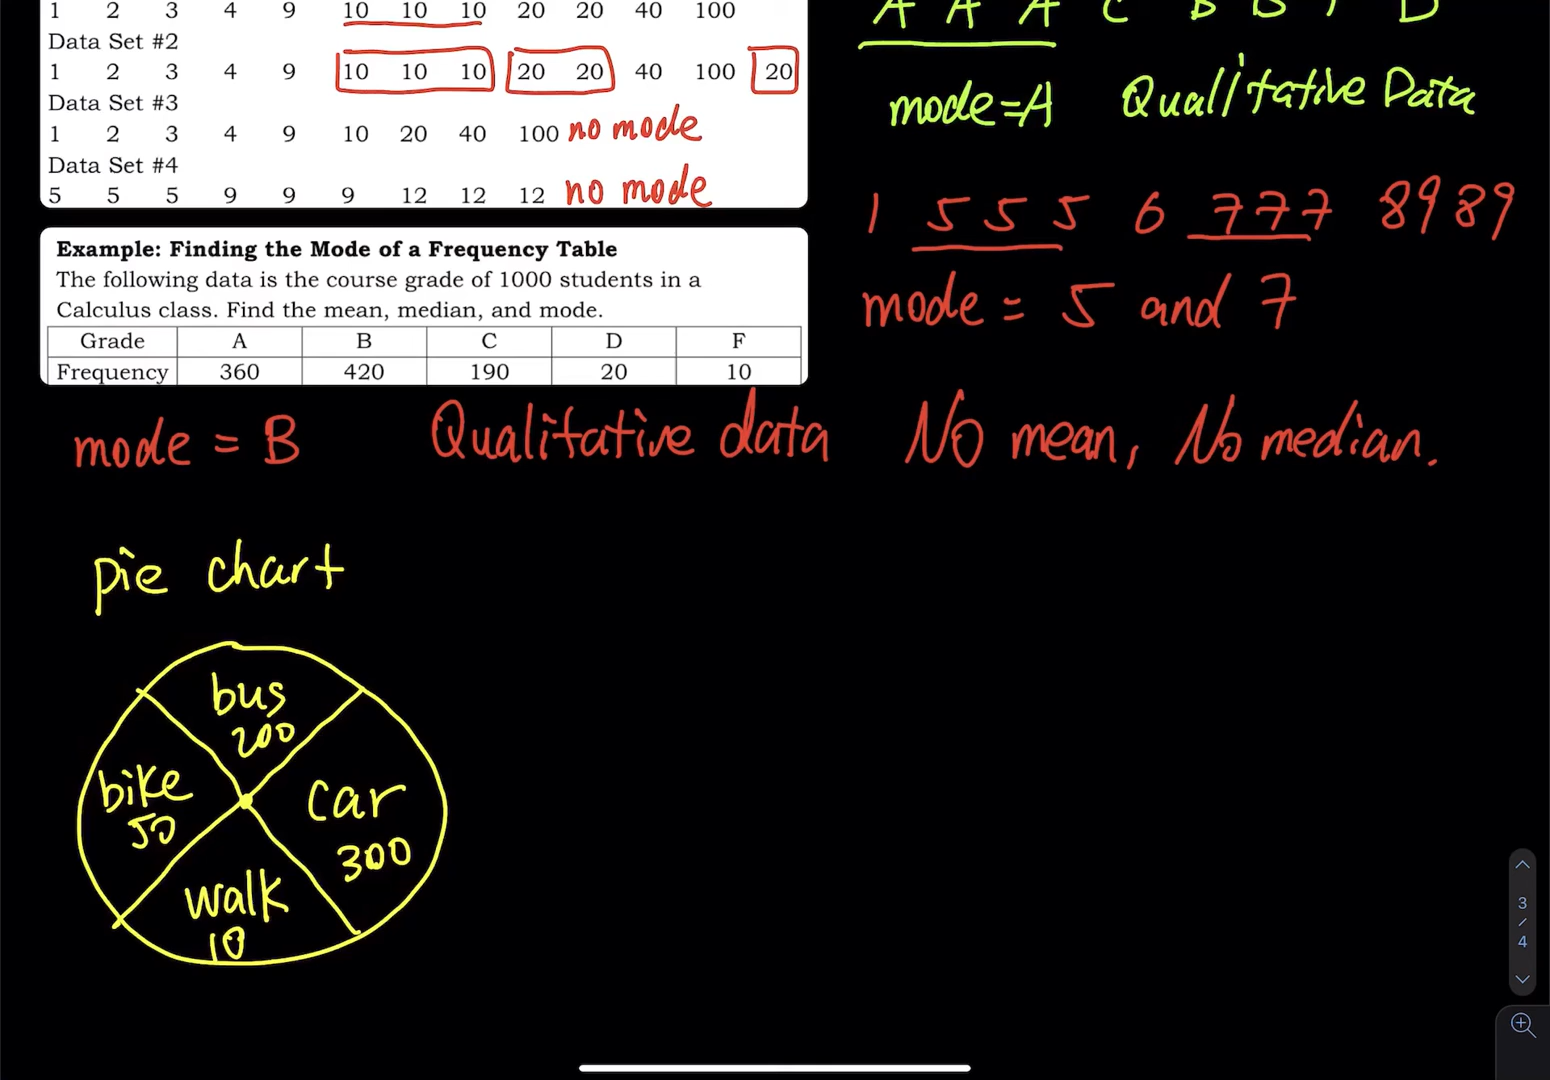 1 2 3 4 9 10 10 10 20 20 40 100
Data Set #2
1 2 3 4 9 10 10 10 20 20 40 100 20
Data Set #3
1 2 3 4 9 10 20 40 100 no mode
Data Set #4
5 5 5 9 9 9 12 12 12 no mode
A A A C B B F D
mode=A Qualitative Data
1 5 5 5 6 7 7 7 8 9 8 9
mode = 5 and 7
Example: Finding the Mode of a Frequency Table
The following data is the course grade of 1000 students in a
Calculus class. Find the mean, median, and mode.
Grade A B C D F
Frequency 360 420 190 20 10
mode = B Qualitative data No mean, No median.
pie chart
bus
200
bike
50
car
300
walk
10
3
/
4